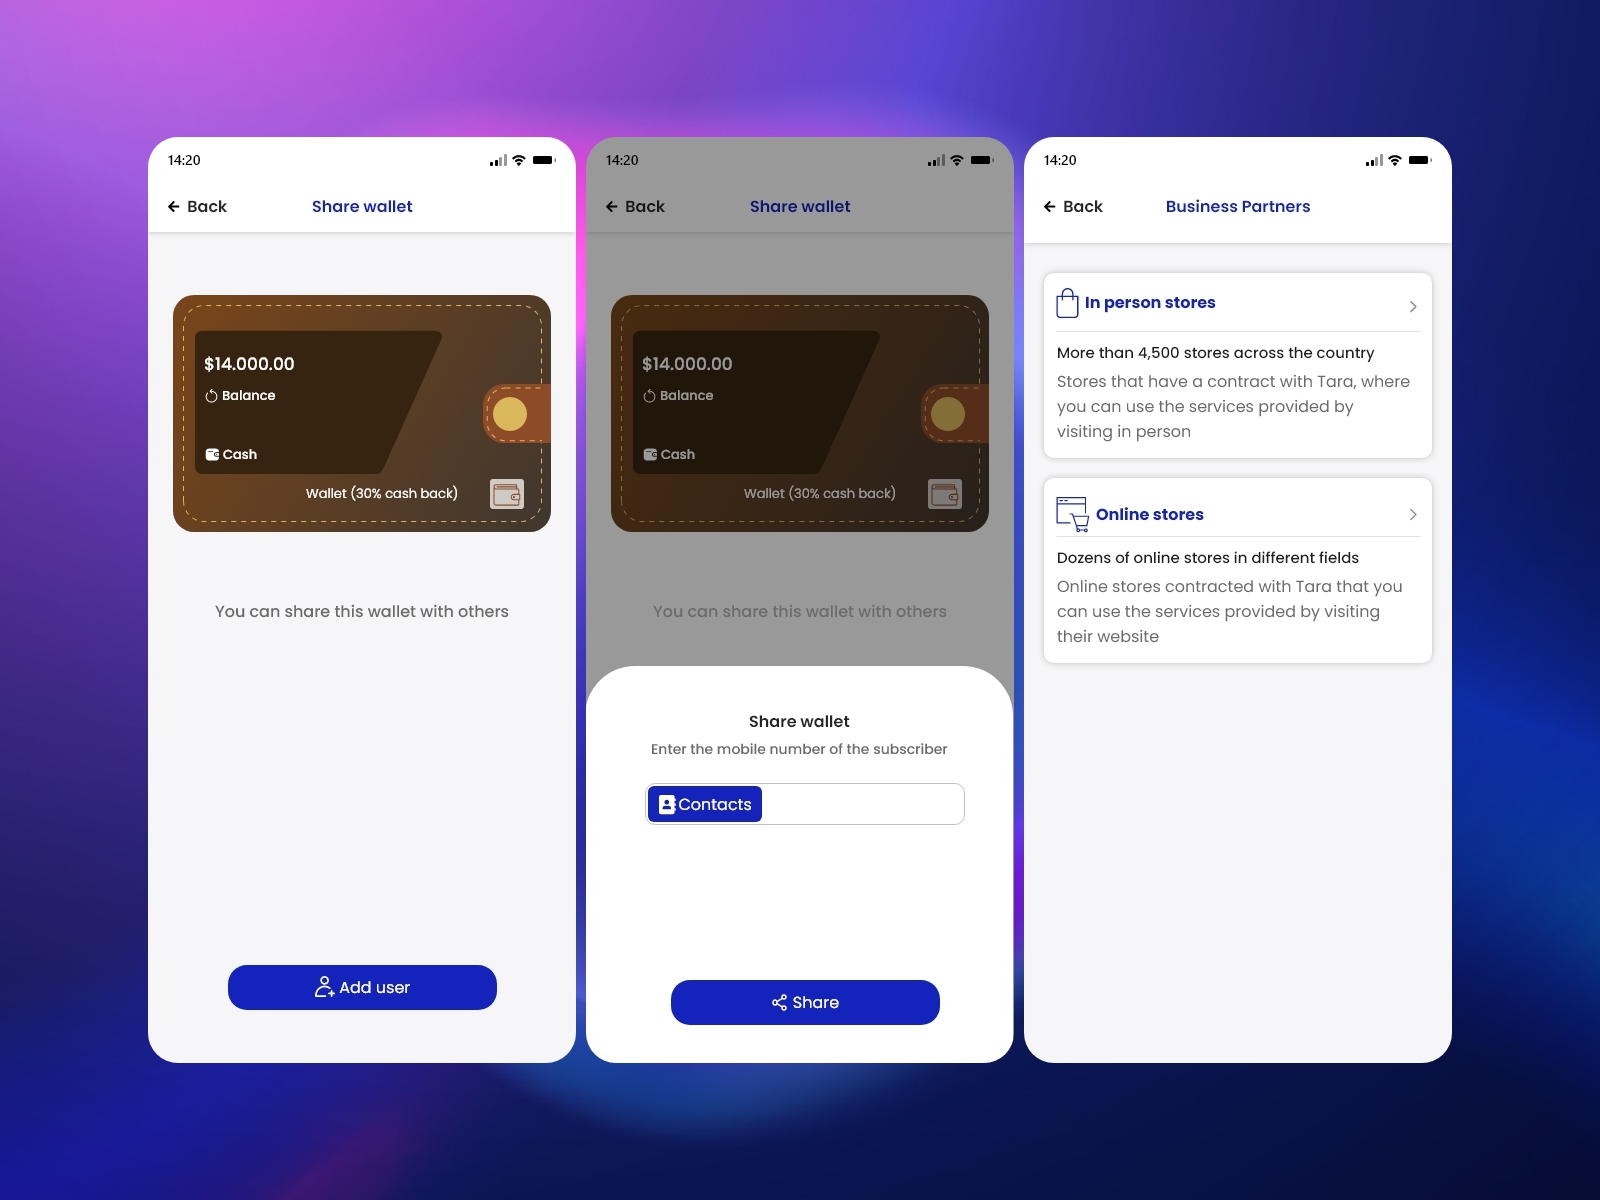 14:20
Back
Share wallet
$14.000.00
Balance
Cash
Wallet (30% cash back)
You can share this wallet with others
Add user
14:20
Back
Share wallet
$14.000.00
Balance
Cash
Wallet (30% cash back)
You can share this wallet with others
Share wallet
Enter the mobile number of the subscriber
Contacts
Share
14:20
Back
Business Partners
In person stores
More than 4,500 stores across the country
Stores that have a contract with Tara, where
you can use the services provided by
visiting in person
Online stores
Dozens of online stores in different fields
Online stores contracted with Tara that you
can use the services provided by visiting
their website